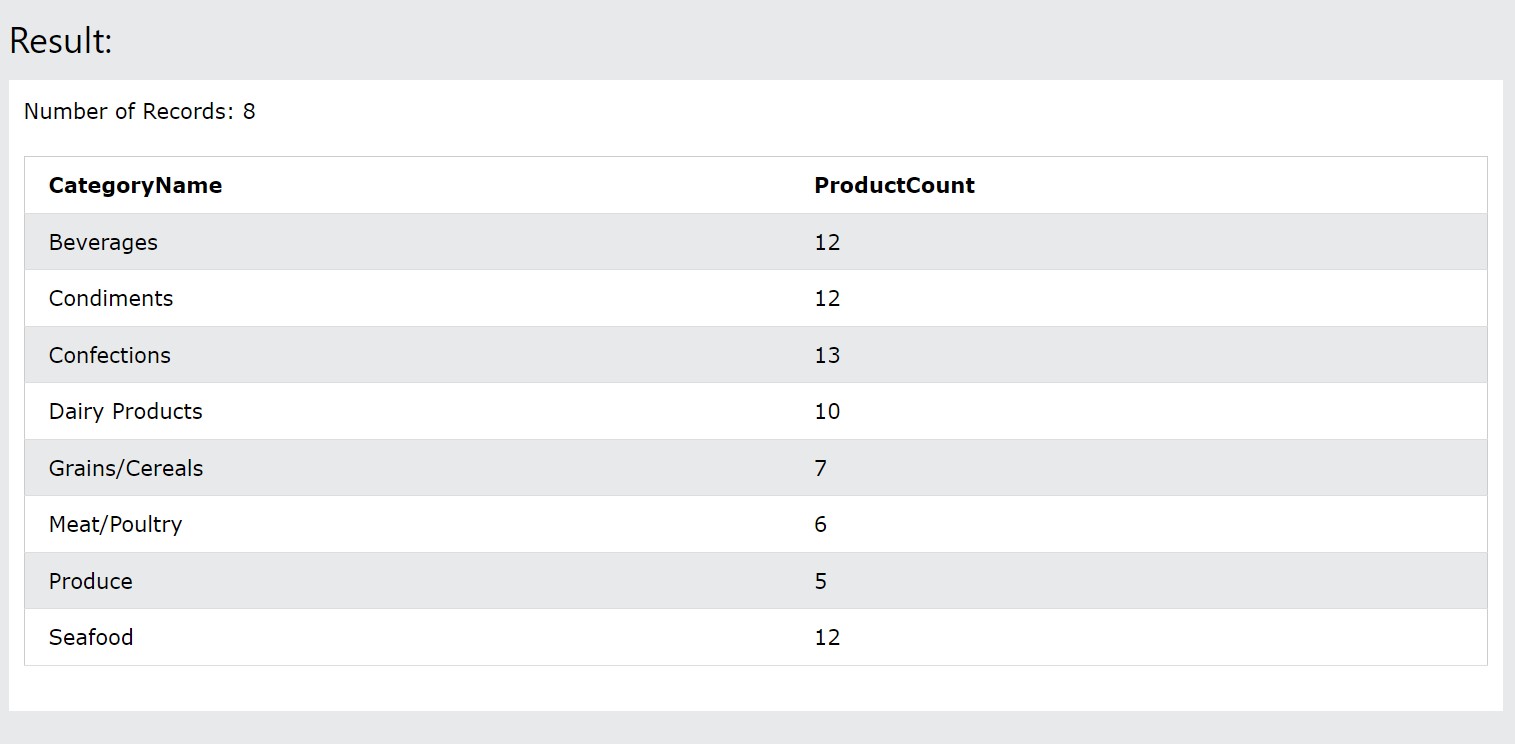 Result:
Number of Records: 8
CategoryName ProductCount
Beverages 12
Condiments 12
Confections 13
Dairy Products 10
Grains/Cereals 7
Meat/Poultry 6
Produce 5
Seafood 12